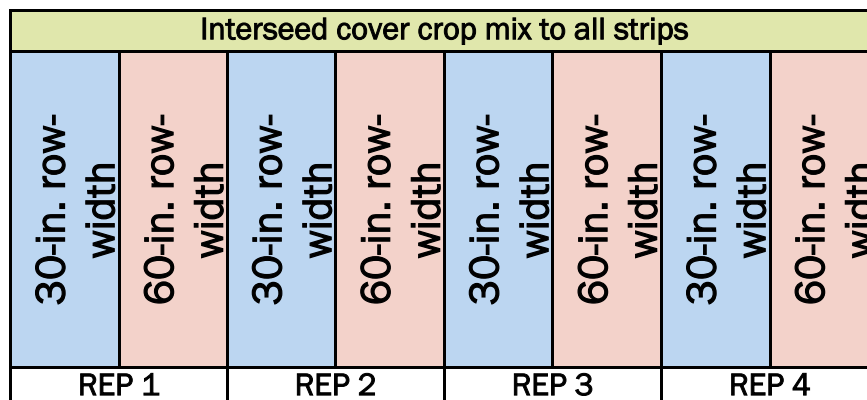 Interseed cover crop mix to all strips
30-in. row-
width
60-in. row-
width
30-in. row-
width
60-in. row-
width
30-in. row-
width
60-in. row-
width
30-in. row-
width
60-in. row-
width
REP 1
REP 2
REP 3
REP 4